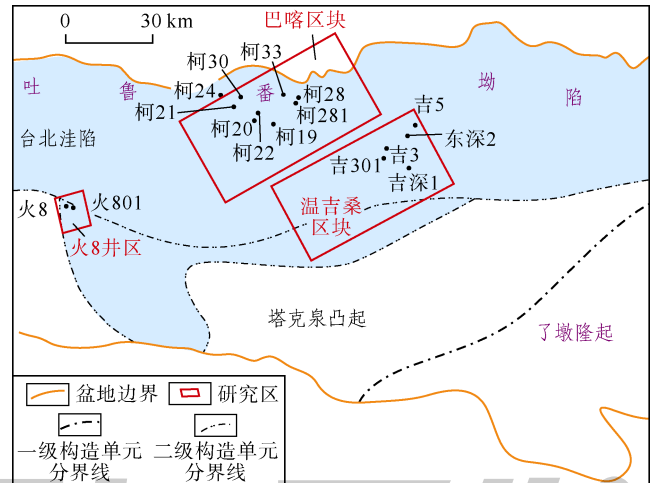 0 30 km
巴喀区块
柯33
柯30
吐 鲁 番 坳 陷
柯24
柯28
柯21
柯281
吉5
柯20
柯19
东深2
台北洼陷
柯22
吉3
吉301
吉深1
火8
火801
温吉桑
区块
火8井区
塔克泉凸起
了墩隆起
盆地边界 研究区
一级构造单元
分界线
二级构造单元
分界线